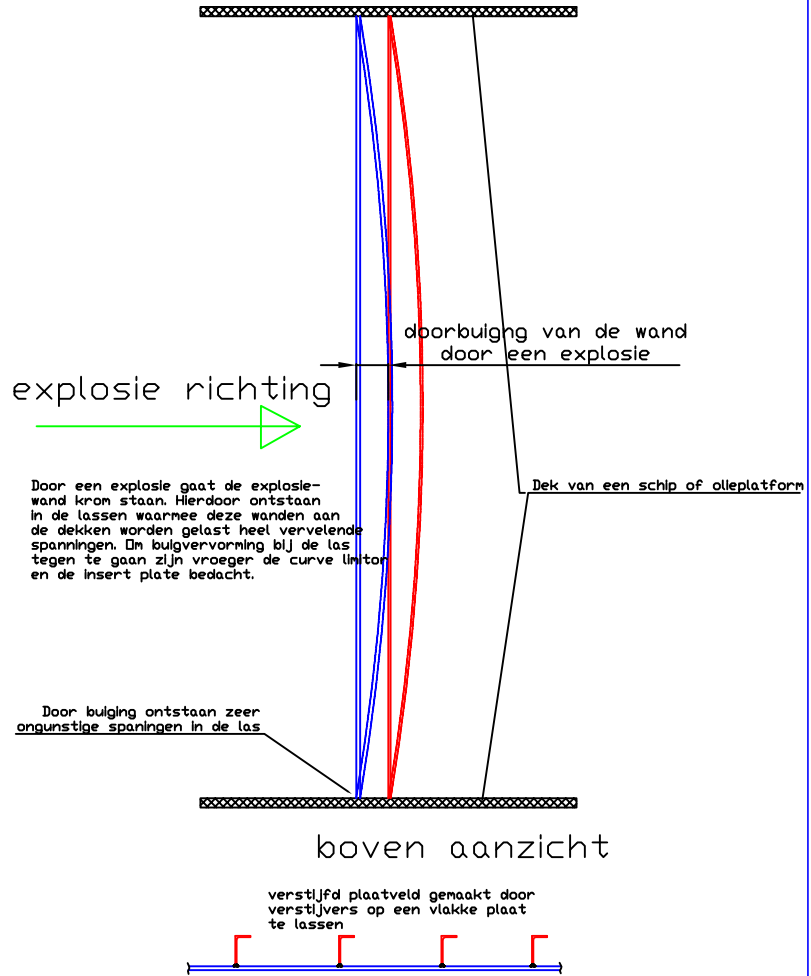 doorbuigng van de wand
door een explosie
explosie richting
Door een explosie gaat de explosie-
wand krom staan. Hierdoor ontstaan
in de lassen waarmee deze wanden aan
de dekken worden gelast heel vervelende
spanningen. Om buigvervorming bij de las
tegen te gaan zijn vroeger de curve limitor
en de insert plate bedacht.
Dek van een schip of olieplatform
Door buiging ontstaan zeer
ongunstige spaningen in de las
boven aanzicht
verstijfd plaatveld gemaakt door
verstijvers op een vlakke plaat
te lassen